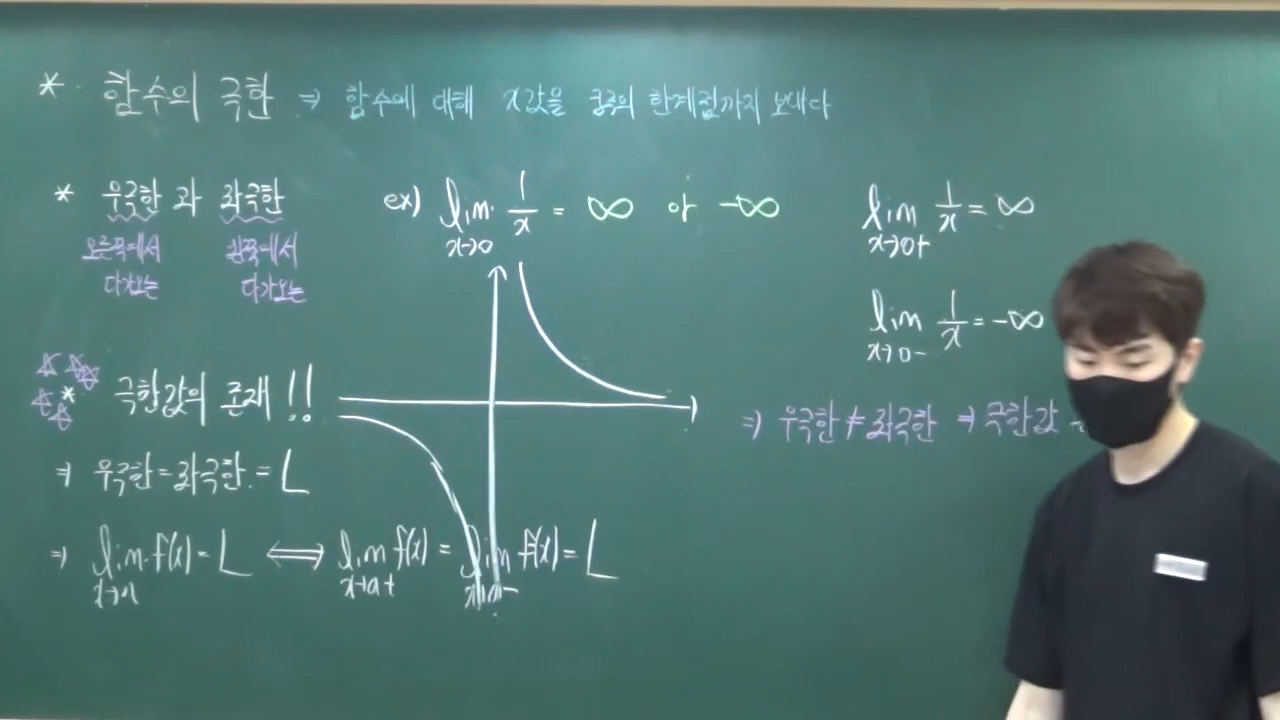 * 함수의 극한 ⇒ 함수에 대해 x값을 궁극의 한계점까지 보내다
* 우극한과 좌극한
오른쪽에서 다가오는
왼쪽에서 다가오는
ex) lim x→0 1/x = ∞ or -∞
lim x→0+ 1/x = ∞
lim x→0- 1/x = -∞
⇒ 우극한 ≠ 좌극한 ⇒ 극한값
* 극한값의 존재!!
⇒ 우극한 = 좌극한 = L
⇒ lim x→a f(x) = L ⟺ lim x→a+ f(x) = lim x→a- f(x) = L